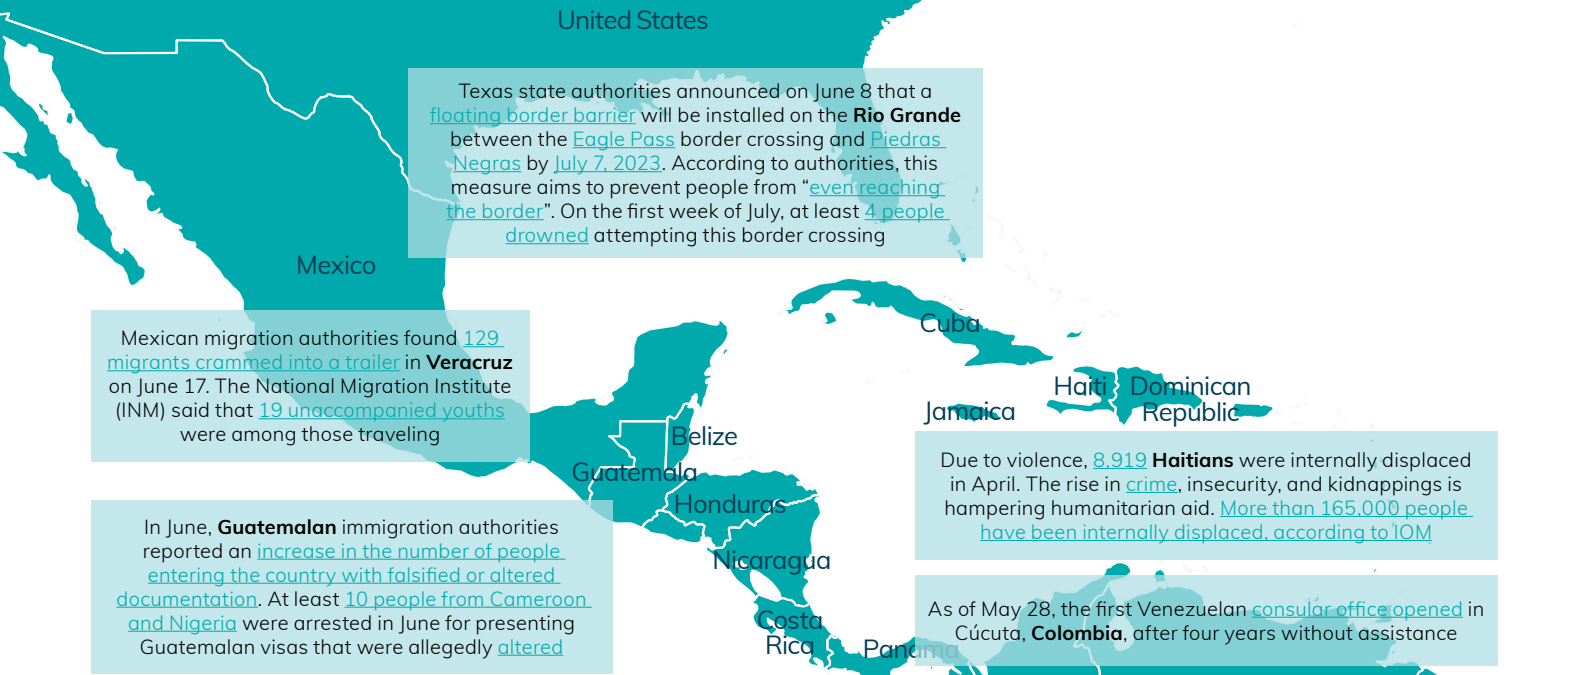 United States
Texas state authorities announced on June 8 that a
floating border barrier will be installed on the Rio Grande
between the Eagle Pass border crossing and Piedras
Negras by July 7, 2023. According to authorities, this
measure aims to prevent people from “even reaching
the border”. On the first week of July, at least 4 people
drowned attempting this border crossing
Mexico
Cuba
Mexican migration authorities found 129
migrants crammed into a trailer in Veracruz
on June 17. The National Migration Institute
(INM) said that 19 unaccompanied youths
were among those traveling
Haiti
Dominican
Republic
Jamaica
Belize
Guatemala
Honduras
Due to violence, 8,919 Haitians were internally displaced
in April. The rise in crime, insecurity, and kidnappings is
hampering humanitarian aid. More than 165,000 people
have been internally displaced, according to IOM
In June, Guatemalan immigration authorities
reported an increase in the number of people
entering the country with falsified or altered
documentation. At least 10 people from Cameroon
and Nigeria were arrested in June for presenting
Guatemalan visas that were allegedly altered
Nicaragua
Costa
Rica
Panama
As of May 28, the first Venezuelan consular office opened in
Cúcuta, Colombia, after four years without assistance